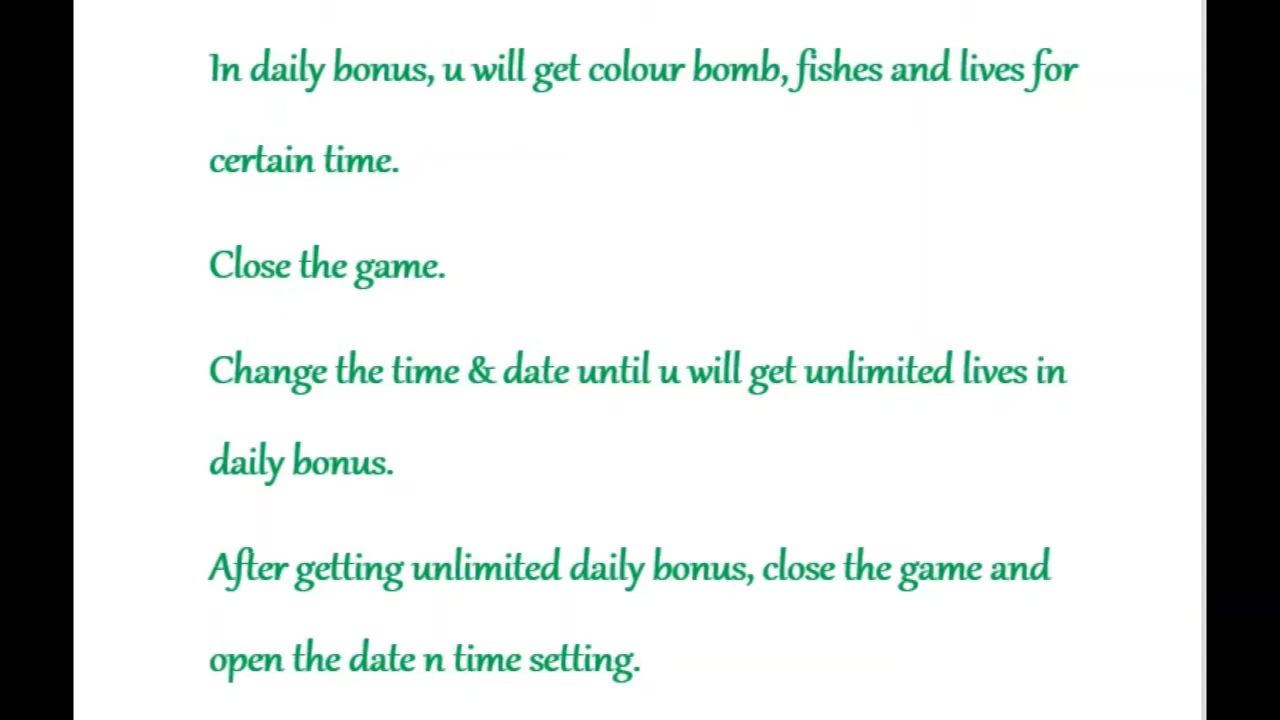 In daily bonus, u will get colour bomb, fishes and lives for
certain time.
Close the game.
Change the time & date until u will get unlimited lives in
daily bonus.
After getting unlimited daily bonus, close the game and
open the date n time setting.